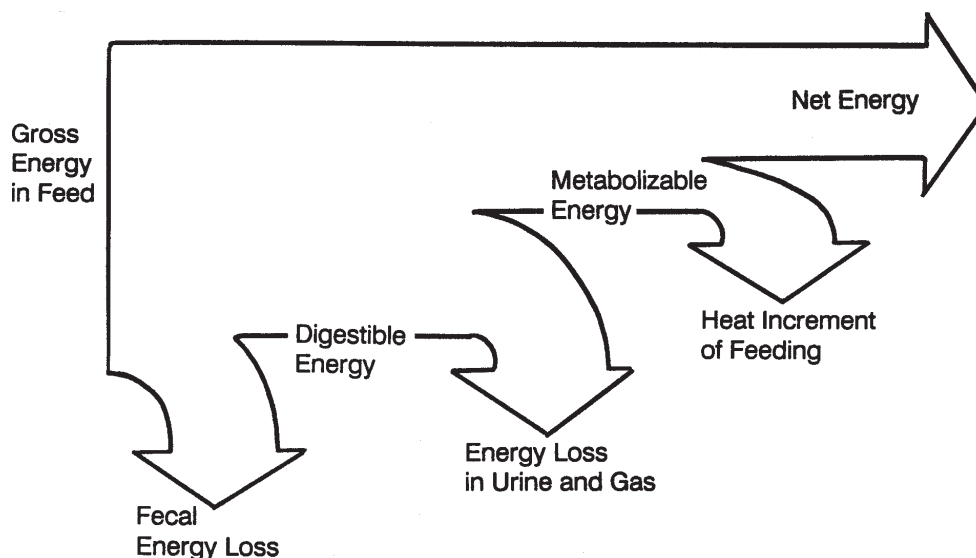 Gross
Energy
in Feed
Net Energy
Metabolizable
Energy
Heat Increment
of Feeding
Digestible
Energy
Energy Loss
in Urine and Gas
Fecal
Energy Loss